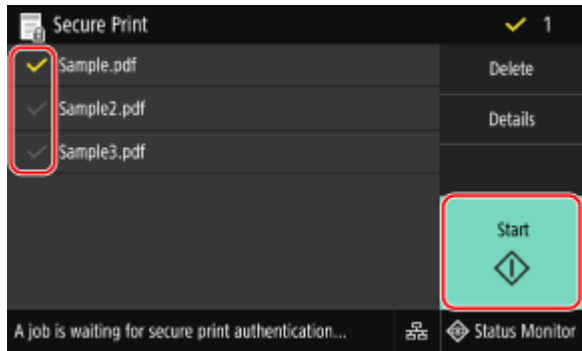 Secure Print
1
Sample.pdf
Delete
Sample2.pdf
Details
Sample3.pdf
Start
A job is waiting for secure print authentication...
Status Monitor